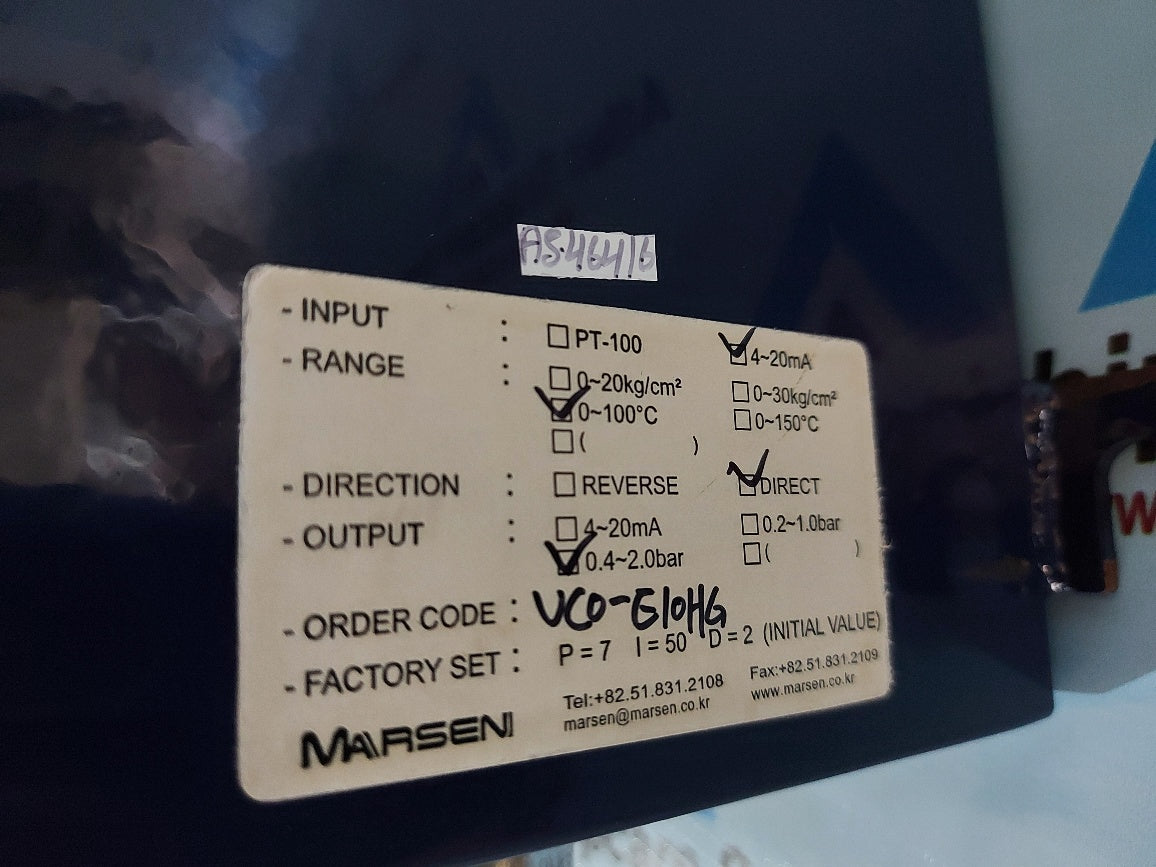 AS46416
- INPUT : ☐ PT-100 ☑ 4~20mA
- RANGE : ☐ 0~20kg/cm² ☐ 0~30kg/cm²
☑ 0~100°C ☐ 0~150°C
☐ ( )
- DIRECTION : ☐ REVERSE ☑ DIRECT
- OUTPUT : ☐ 4~20mA ☐ 0.2~1.0bar
☑ 0.4~2.0bar ☐ ( )
- ORDER CODE : UCO-E10HG
- FACTORY SET : P = 7 I = 50 D = 2 (INITIAL VALUE)
MARSEN
Tel:+82.51.831.2108 Fax:+82.51.831.2109
marsen@marsen.co.kr www.marsen.co.kr
W